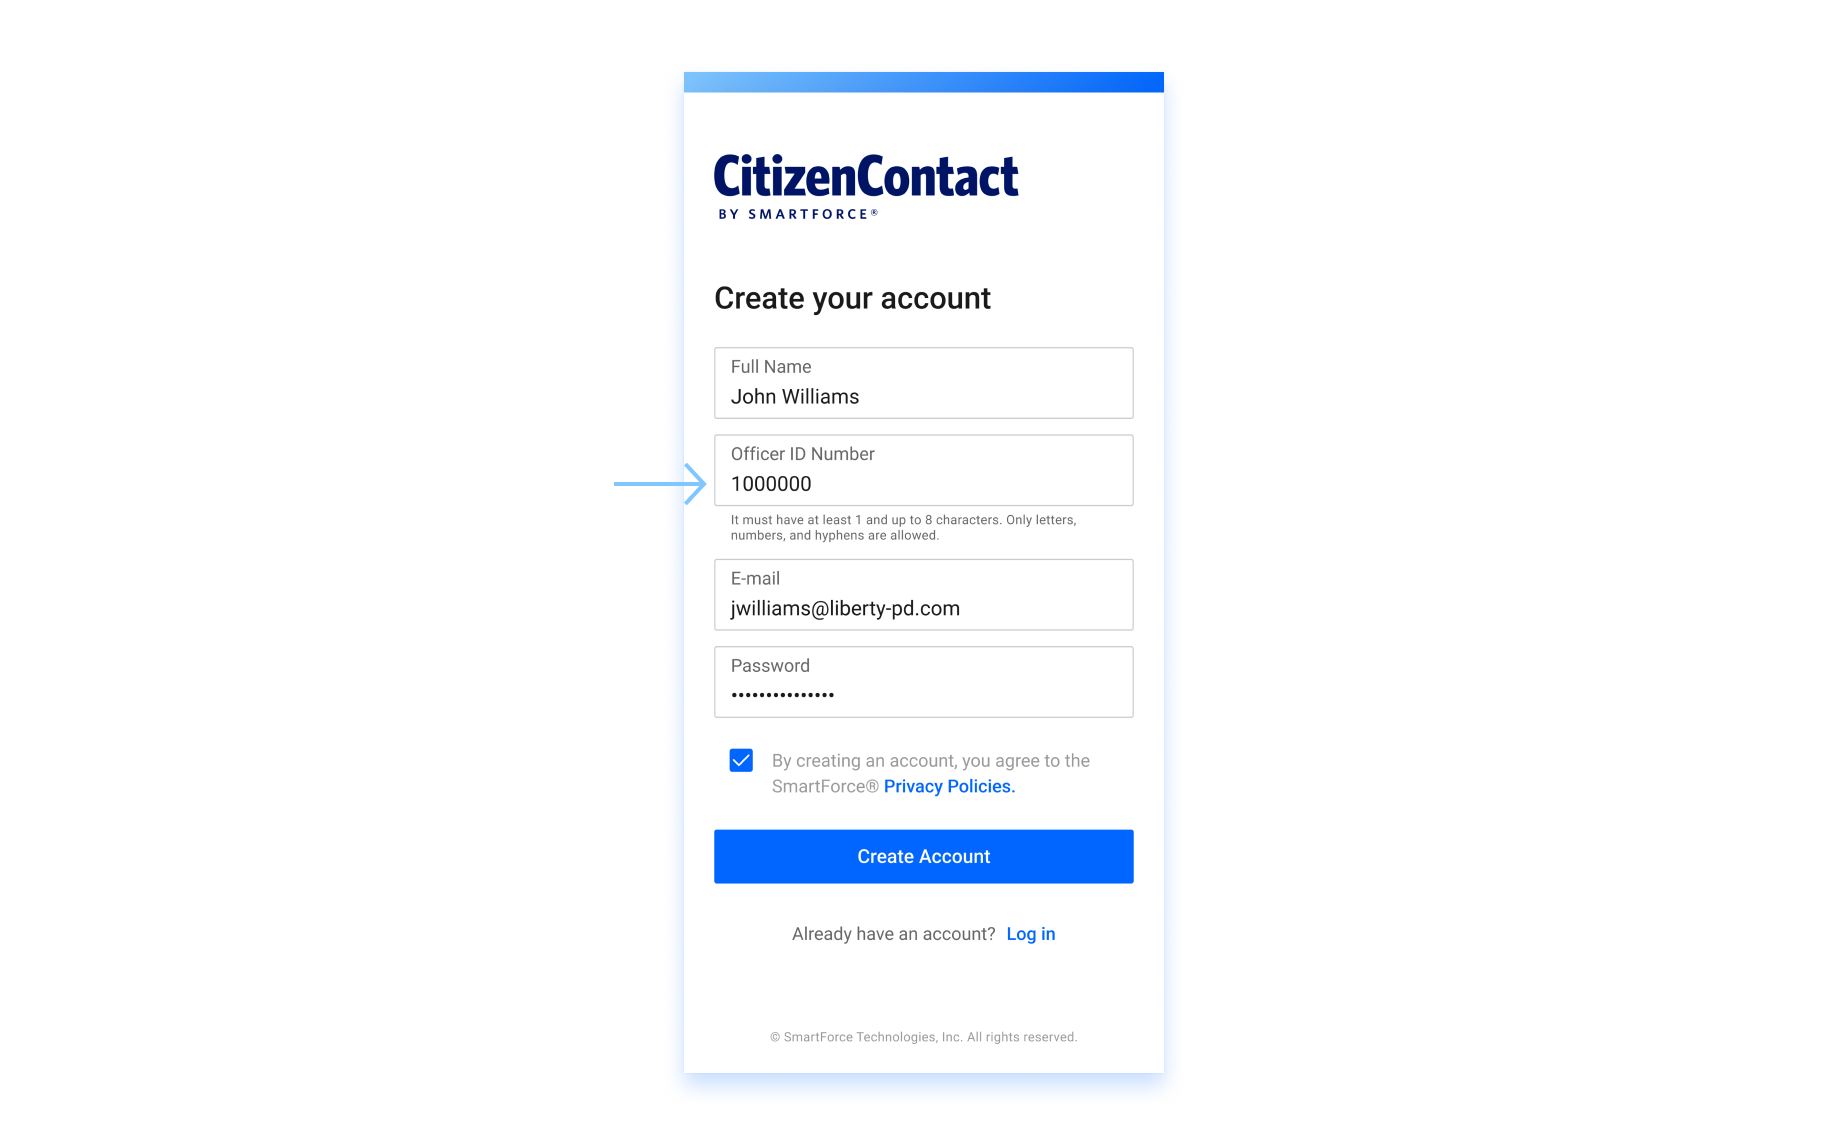 CitizenContact
BY SMARTFORCE®
Create your account
Full Name
John Williams
Officer ID Number
1000000
It must have at least 1 and up to 8 characters. Only letters,
numbers, and hyphens are allowed.
E-mail
jwilliams@liberty-pd.com
Password
•••••••••••••••
By creating an account, you agree to the
SmartForce® Privacy Policies.
Create Account
Already have an account? Log in
© SmartForce Technologies, Inc. All rights reserved.